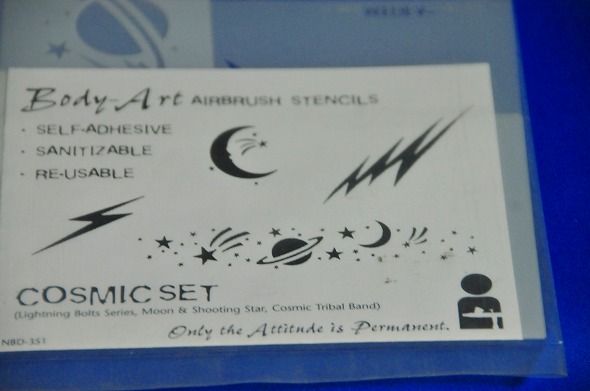 Body-Art AIRBRUSH STENCILS
· SELF-ADHESIVE
· SANITIZABLE
· RE-USABLE
COSMIC SET
(Lightning Bolts Series, Moon & Shooting Star, Cosmic Tribal Band)
Only the Attitude is Permanent.
NBD-351